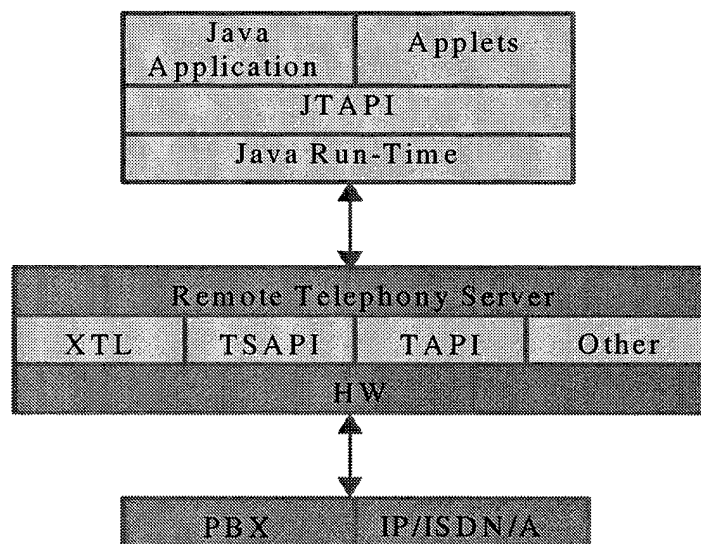 Java Application Applets
JTAPI
Java Run-Time
Remote Telephony Server
XTL TSAPI TAPI Other
HW
PBX IP/ISDN/A